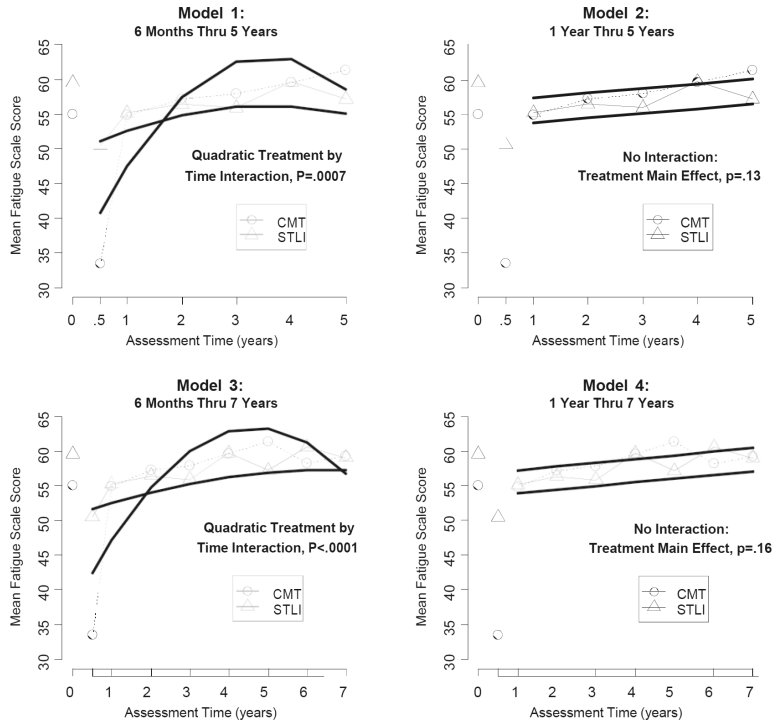 Model 1:
6 Months Thru 5 Years
Mean Fatigue Scale Score
65
60
55
50
45
40
35
30
Quadratic Treatment by
Time Interaction, P=.0007
CMT
STLI
0 .5 1 2 3 4 5
Assessment Time (years)
Model 2:
1 Year Thru 5 Years
Mean Fatigue Scale Score
65
60
55
50
45
40
35
30
No Interaction:
Treatment Main Effect, p=.13
CMT
STLI
0 .5 1 2 3 4 5
Assessment Time (years)
Model 3:
6 Months Thru 7 Years
Mean Fatigue Scale Score
65
60
55
50
45
40
35
30
Quadratic Treatment by
Time Interaction, P<.0001
CMT
STLI
0 1 2 3 4 5 6 7
Assessment Time (years)
Model 4:
1 Year Thru 7 Years
Mean Fatigue Scale Score
65
60
55
50
45
40
35
30
No Interaction:
Treatment Main Effect, p=.16
CMT
STLI
0 1 2 3 4 5 6 7
Assessment Time (years)